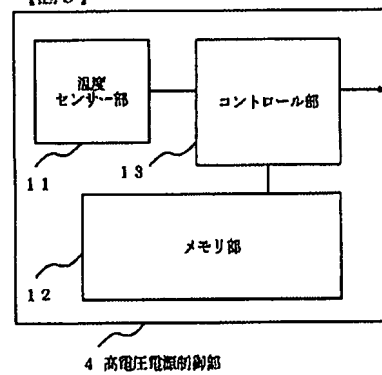 温度
センサー部
コントロール部
11
13
メモリ部
12
4 高電圧電源制御部